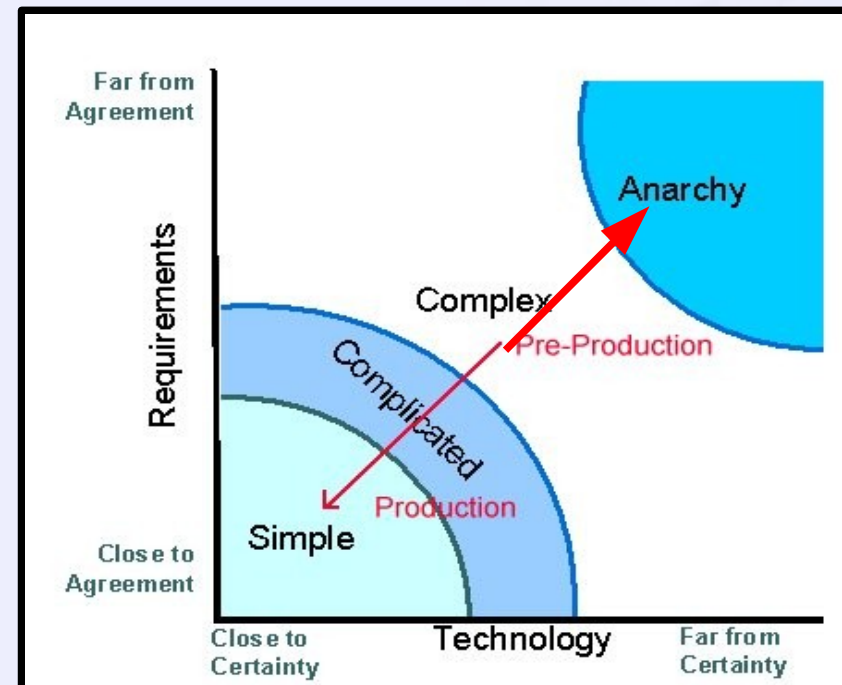 Far from
Agreement
Anarchy
Requirements
Complex
Pre-Production
Complicated
Production
Simple
Close to
Agreement
Close to
Certainty
Technology
Far from
Certainty